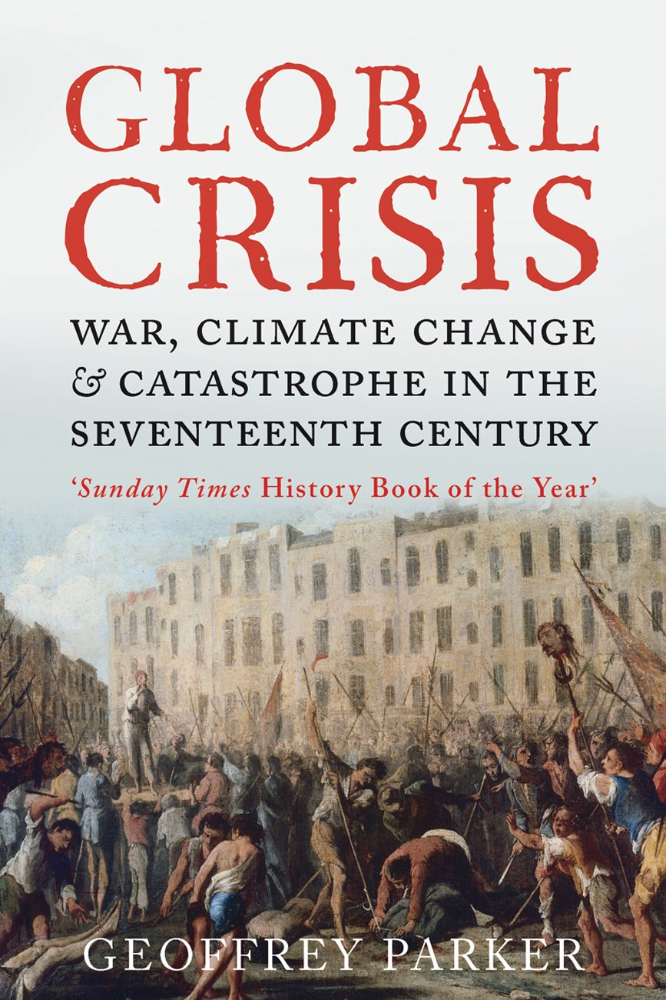 GLOBAL
CRISIS
WAR, CLIMATE CHANGE
& CATASTROPHE IN THE
SEVENTEENTH CENTURY
‘Sunday Times History Book of the Year’
GEOFFREY PARKER